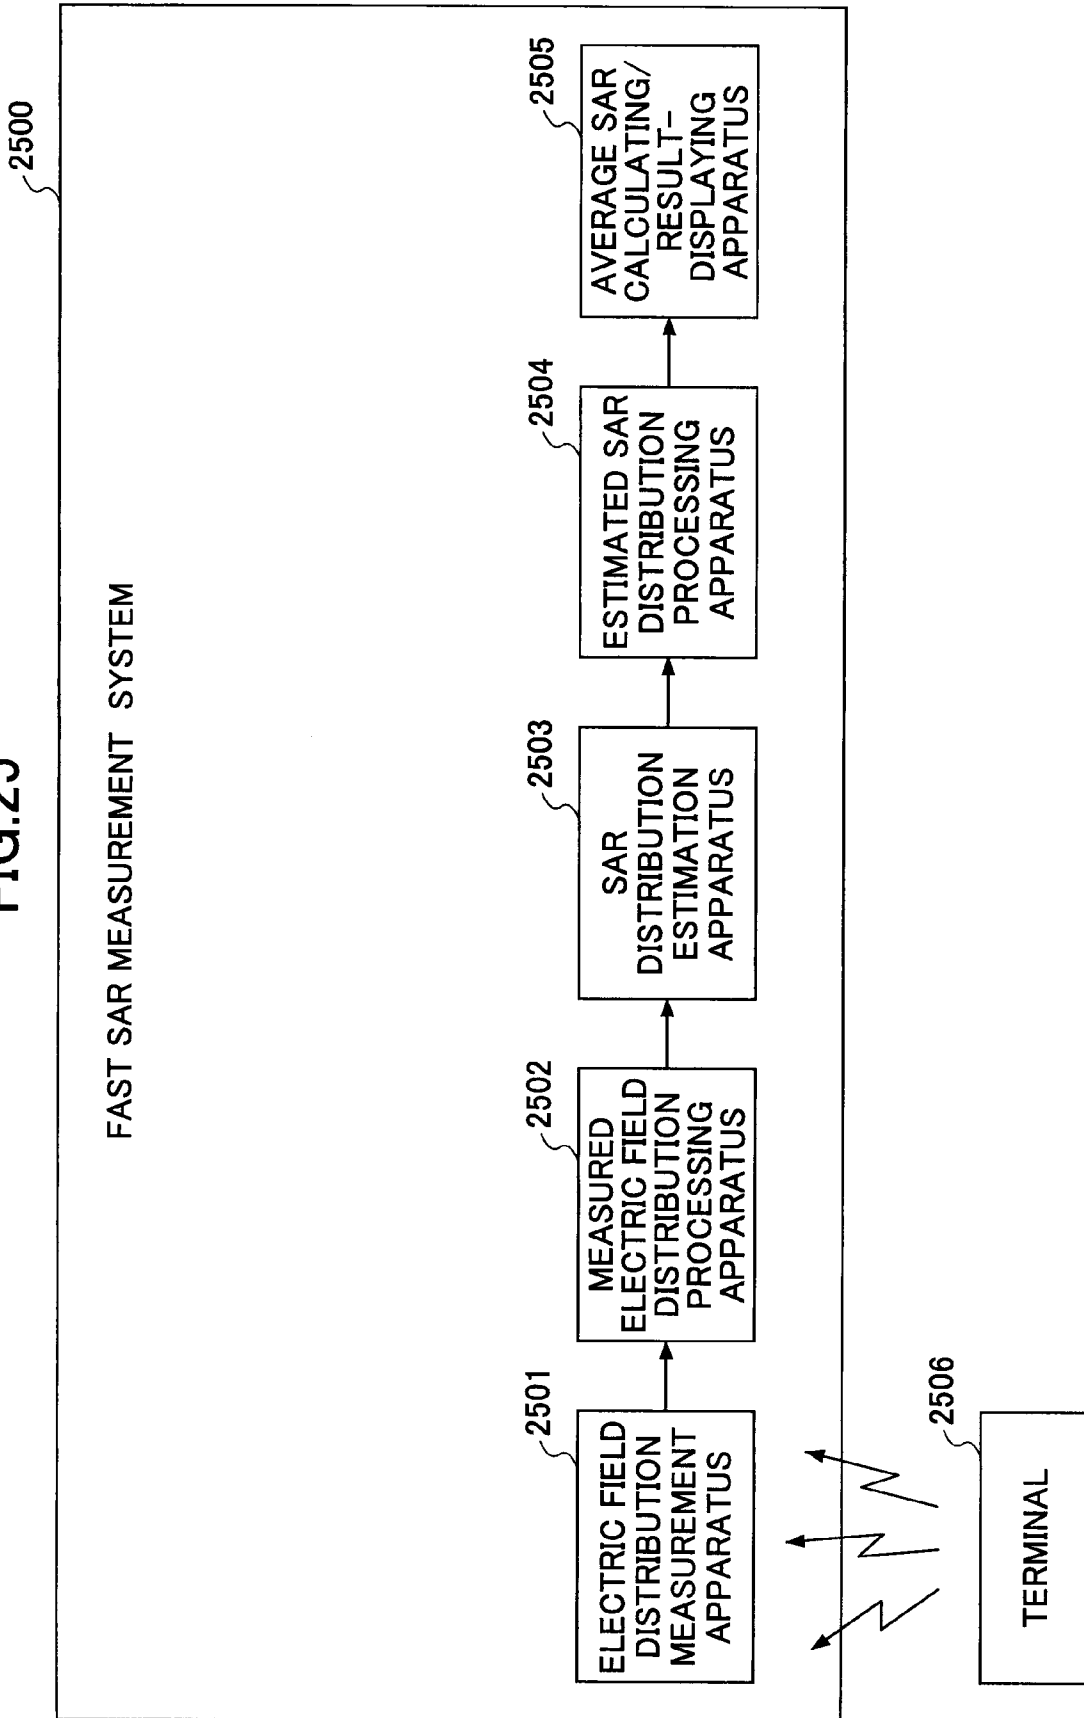 FIG.25
2500
FAST SAR MEASUREMENT SYSTEM
2501
ELECTRIC FIELD
DISTRIBUTION
MEASUREMENT
APPARATUS
2502
MEASURED
ELECTRIC FIELD
DISTRIBUTION
PROCESSING
APPARATUS
2503
SAR
DISTRIBUTION
ESTIMATION
APPARATUS
2504
ESTIMATED SAR
DISTRIBUTION
PROCESSING
APPARATUS
2505
AVERAGE SAR
CALCULATING/
RESULT-
DISPLAYING
APPARATUS
2506
TERMINAL